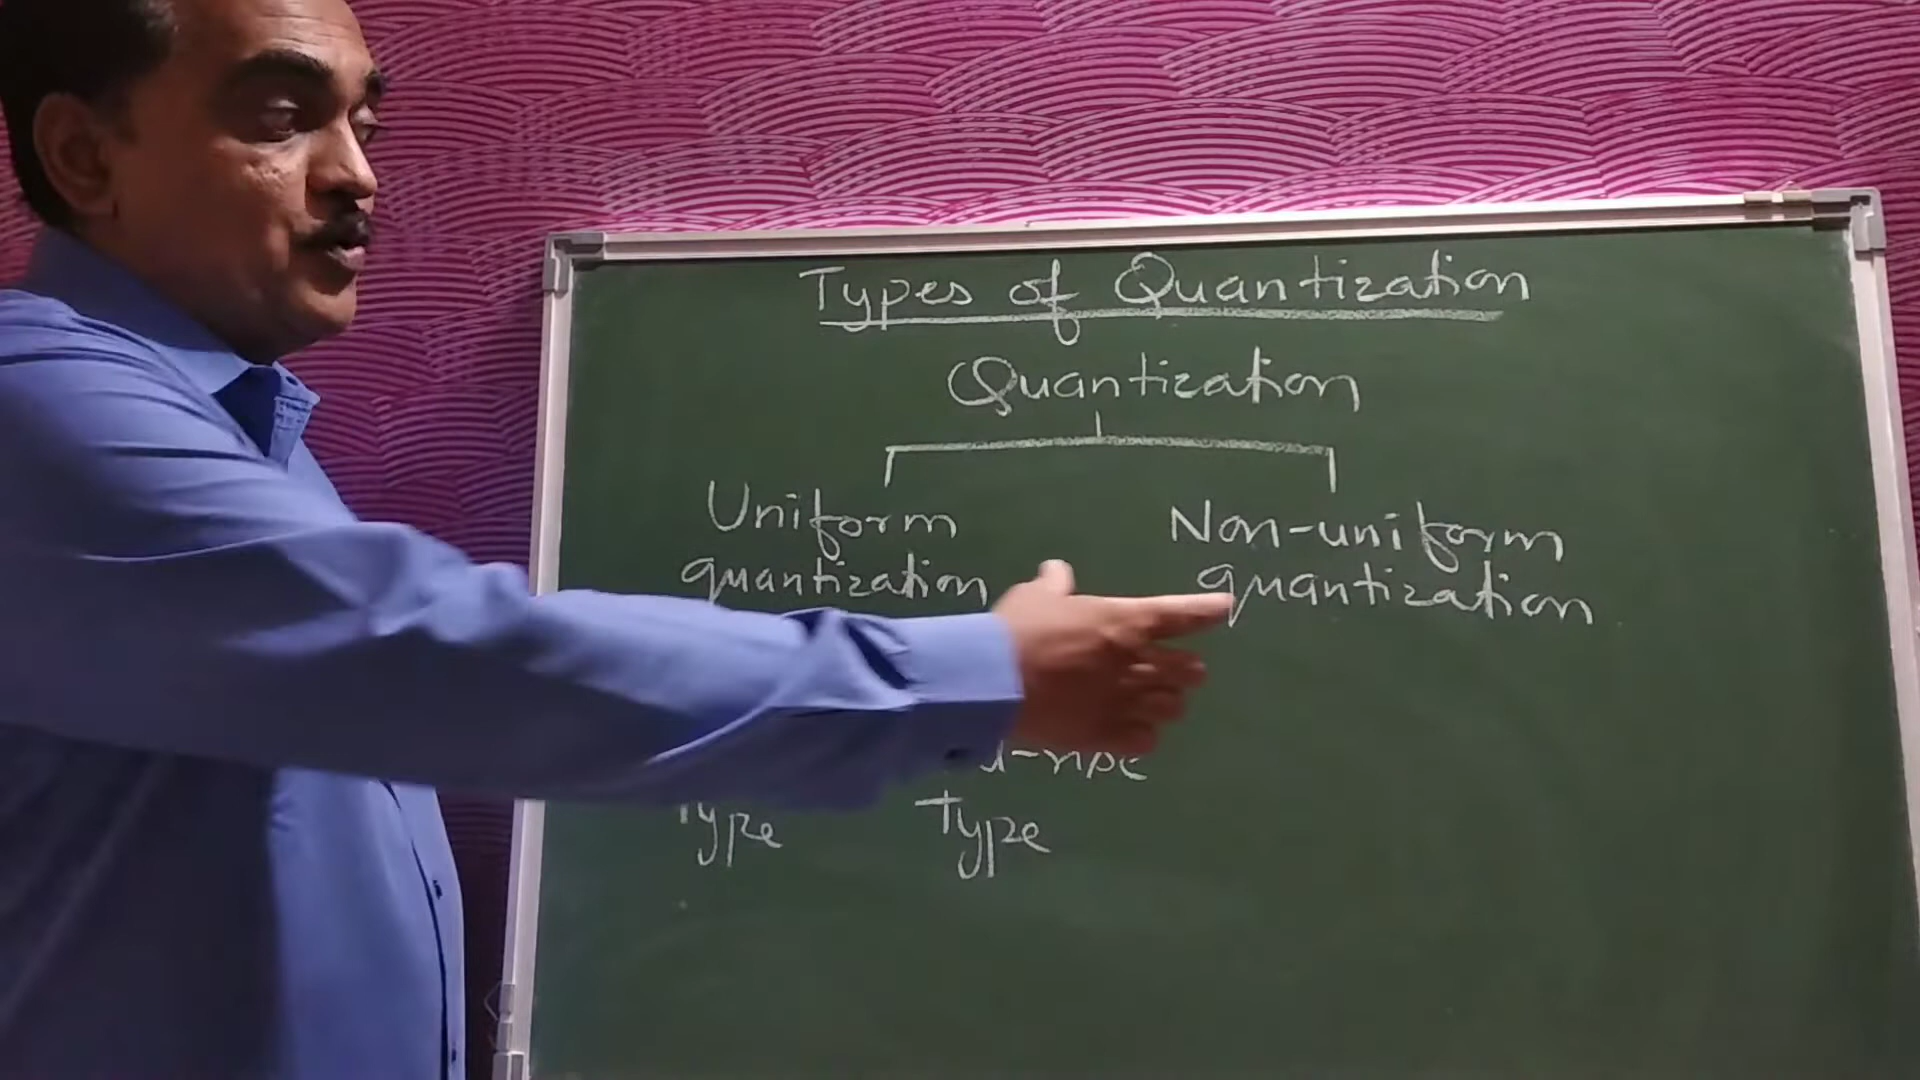 Types of Quantization
Quantization
Uniform Non-uniform
quantization quantization
Type Type